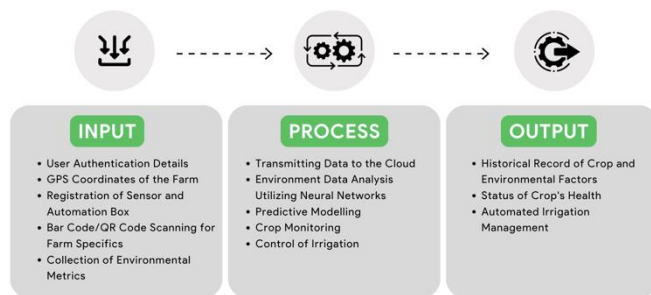 INPUT
• User Authentication Details
• GPS Coordinates of the Farm
• Registration of Sensor and
Automation Box
• Bar Code/QR Code Scanning for
Farm Specifics
• Collection of Environmental
Metrics
PROCESS
• Transmitting Data to the Cloud
• Environment Data Analysis
Utilizing Neural Networks
• Predictive Modelling
• Crop Monitoring
• Control of Irrigation
OUTPUT
• Historical Record of Crop and
Environmental Factors
• Status of Crop's Health
• Automated Irrigation
Management